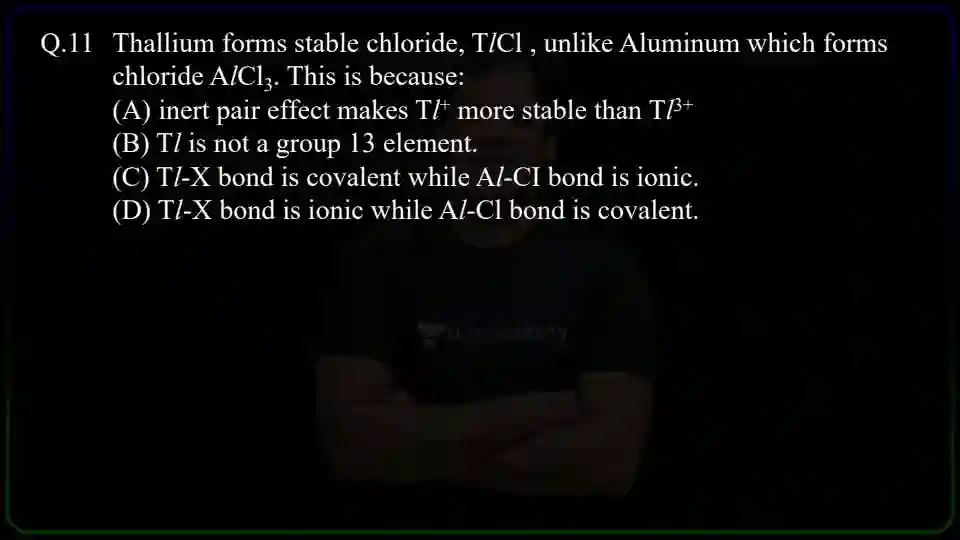 Q.11 Thallium forms stable chloride, TlCl , unlike Aluminum which forms
chloride AlCl₃. This is because:
(A) inert pair effect makes Tl⁺ more stable than Tl³⁺
(B) Tl is not a group 13 element.
(C) Tl-X bond is covalent while Al-CI bond is ionic.
(D) Tl-X bond is ionic while Al-Cl bond is covalent.